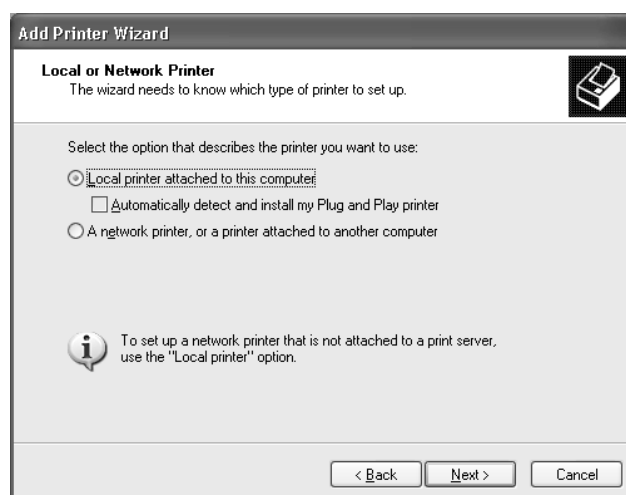 Add Printer Wizard
Local or Network Printer
The wizard needs to know which type of printer to set up.
Select the option that describes the printer you want to use:
Local printer attached to this computer
Automatically detect and install my Plug and Play printer
A network printer, or a printer attached to another computer
To set up a network printer that is not attached to a print server,
use the "Local printer" option.
< Back
Next >
Cancel